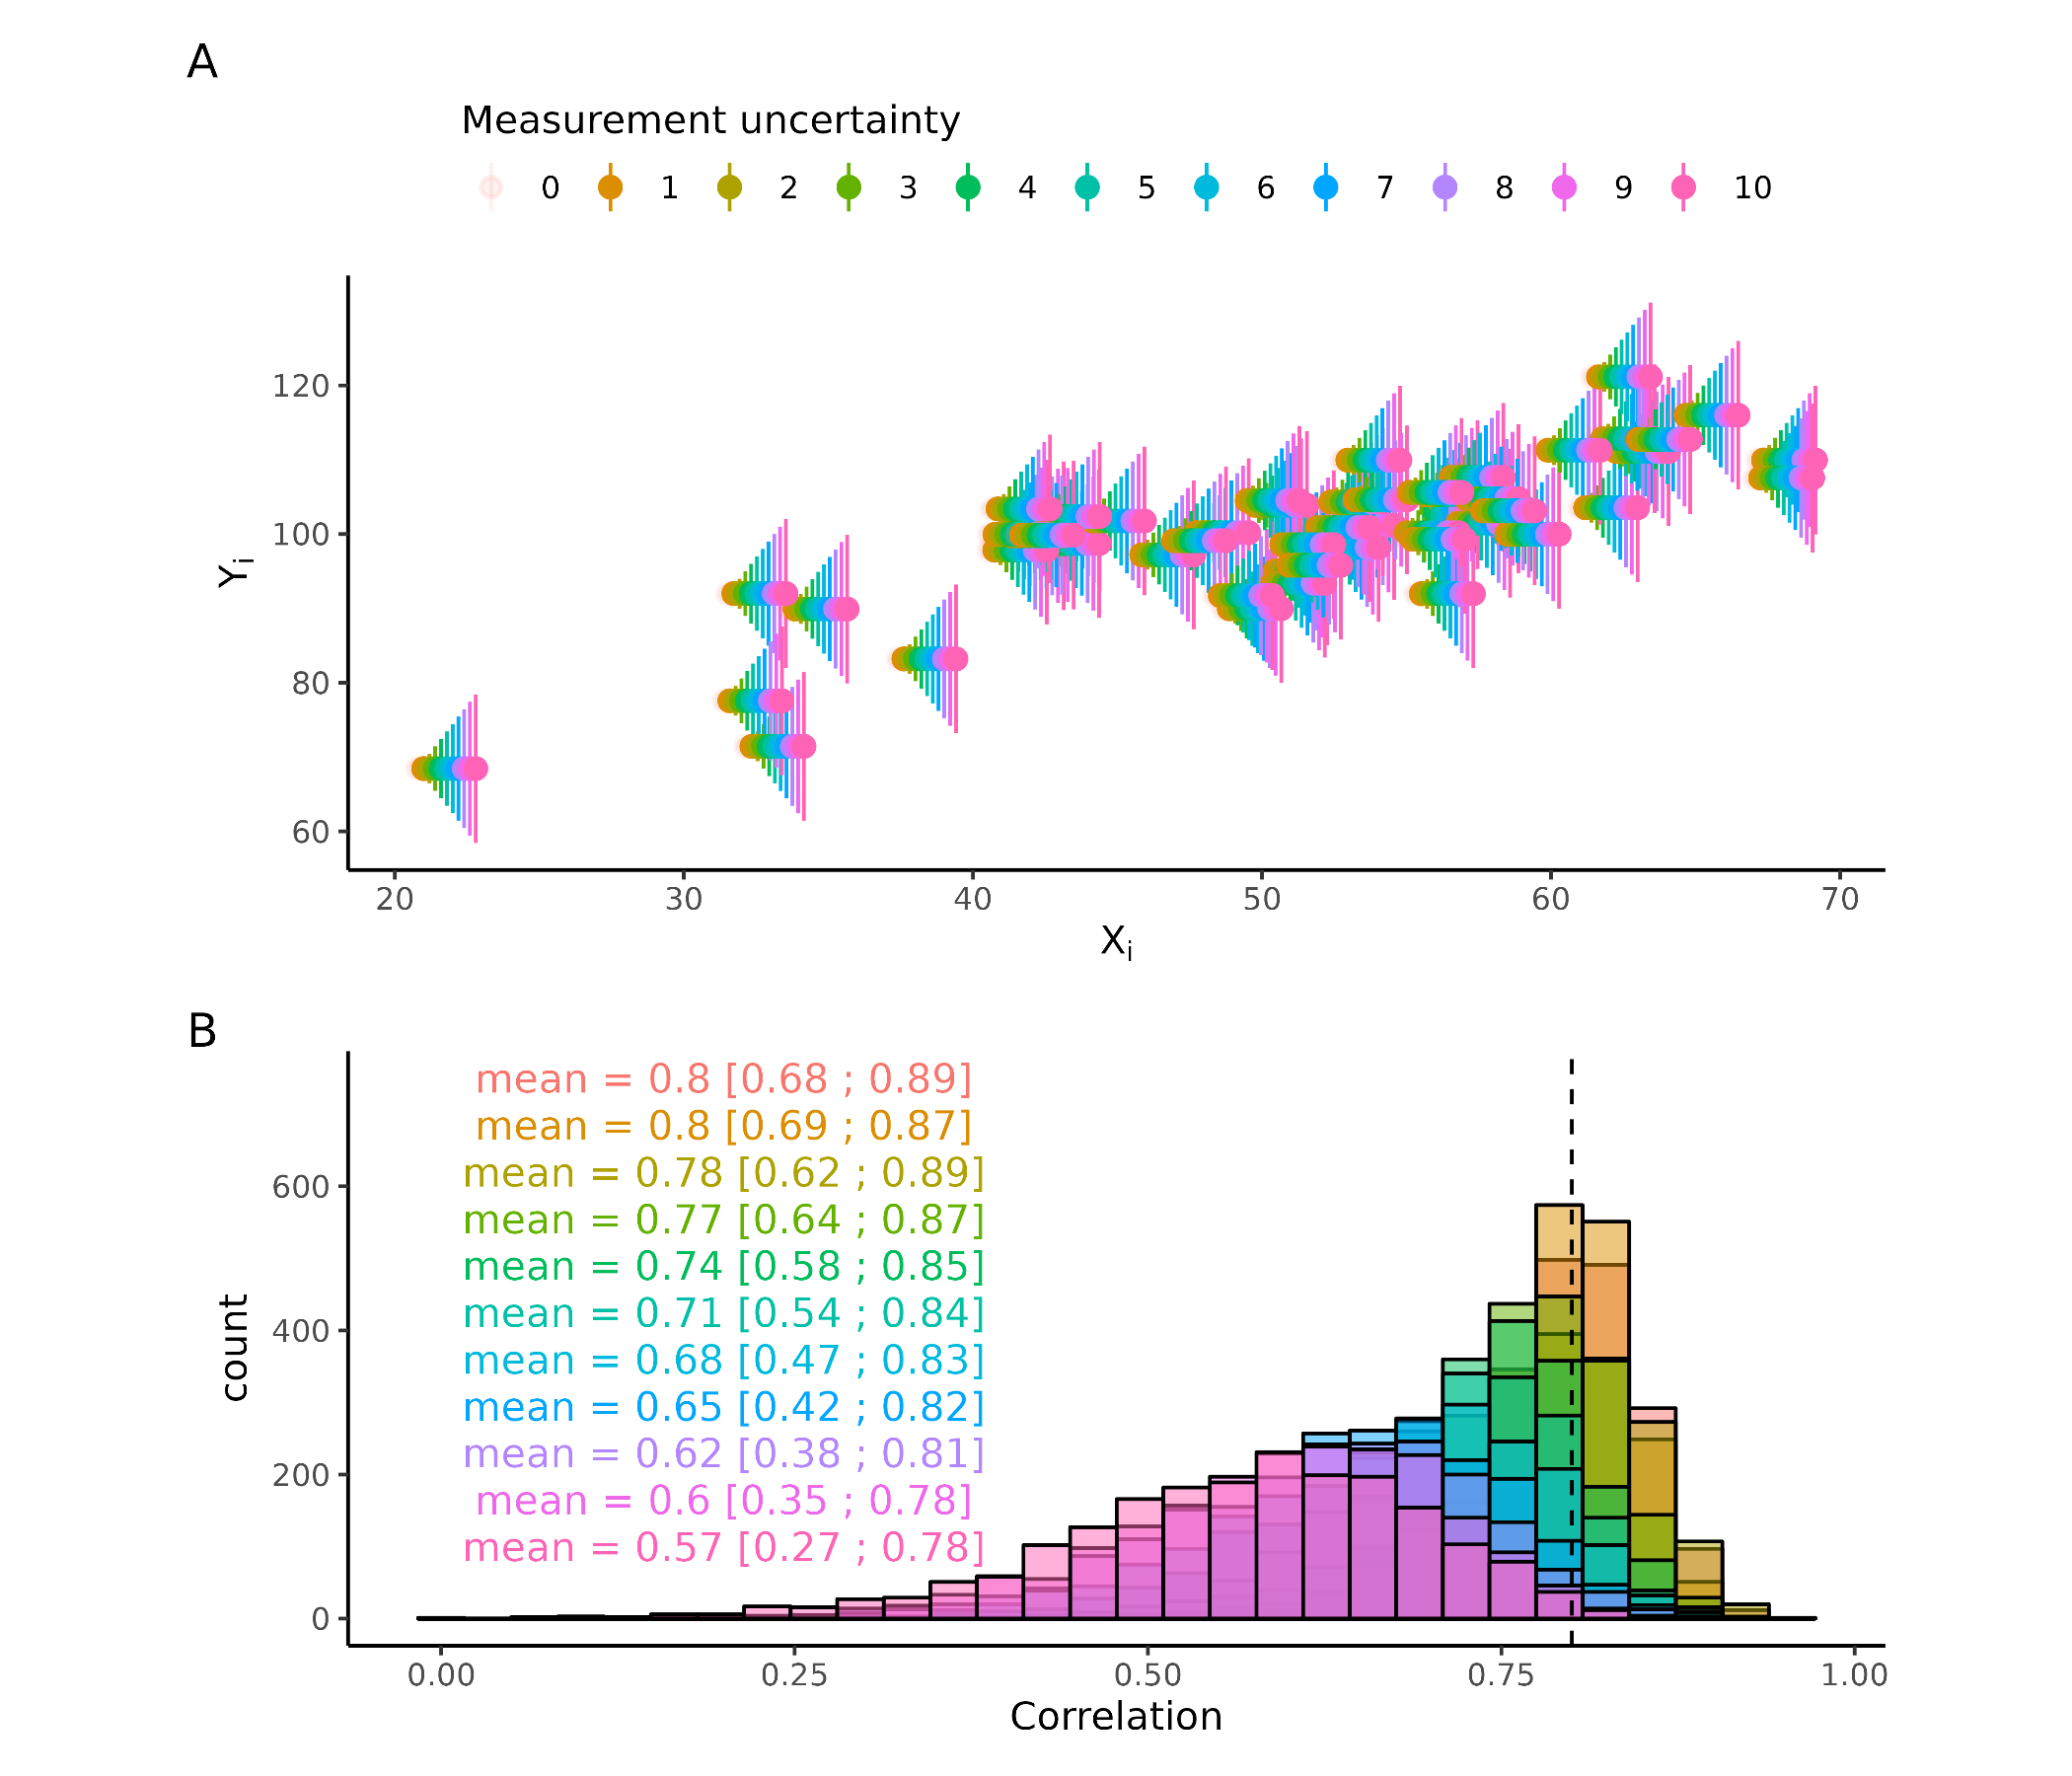 A
Measurement uncertainty
0 1 2 3 4 5 6 7 8 9 10
120
100
80
60
Yi
20 30 40 50 60 70
Xi
B
mean = 0.8 [0.68 ; 0.89]
mean = 0.8 [0.69 ; 0.87]
mean = 0.78 [0.62 ; 0.89]
mean = 0.77 [0.64 ; 0.87]
mean = 0.74 [0.58 ; 0.85]
mean = 0.71 [0.54 ; 0.84]
mean = 0.68 [0.47 ; 0.83]
mean = 0.65 [0.42 ; 0.82]
mean = 0.62 [0.38 ; 0.81]
mean = 0.6 [0.35 ; 0.78]
mean = 0.57 [0.27 ; 0.78]
600
400
200
0
count
0.00 0.25 0.50 0.75 1.00
Correlation